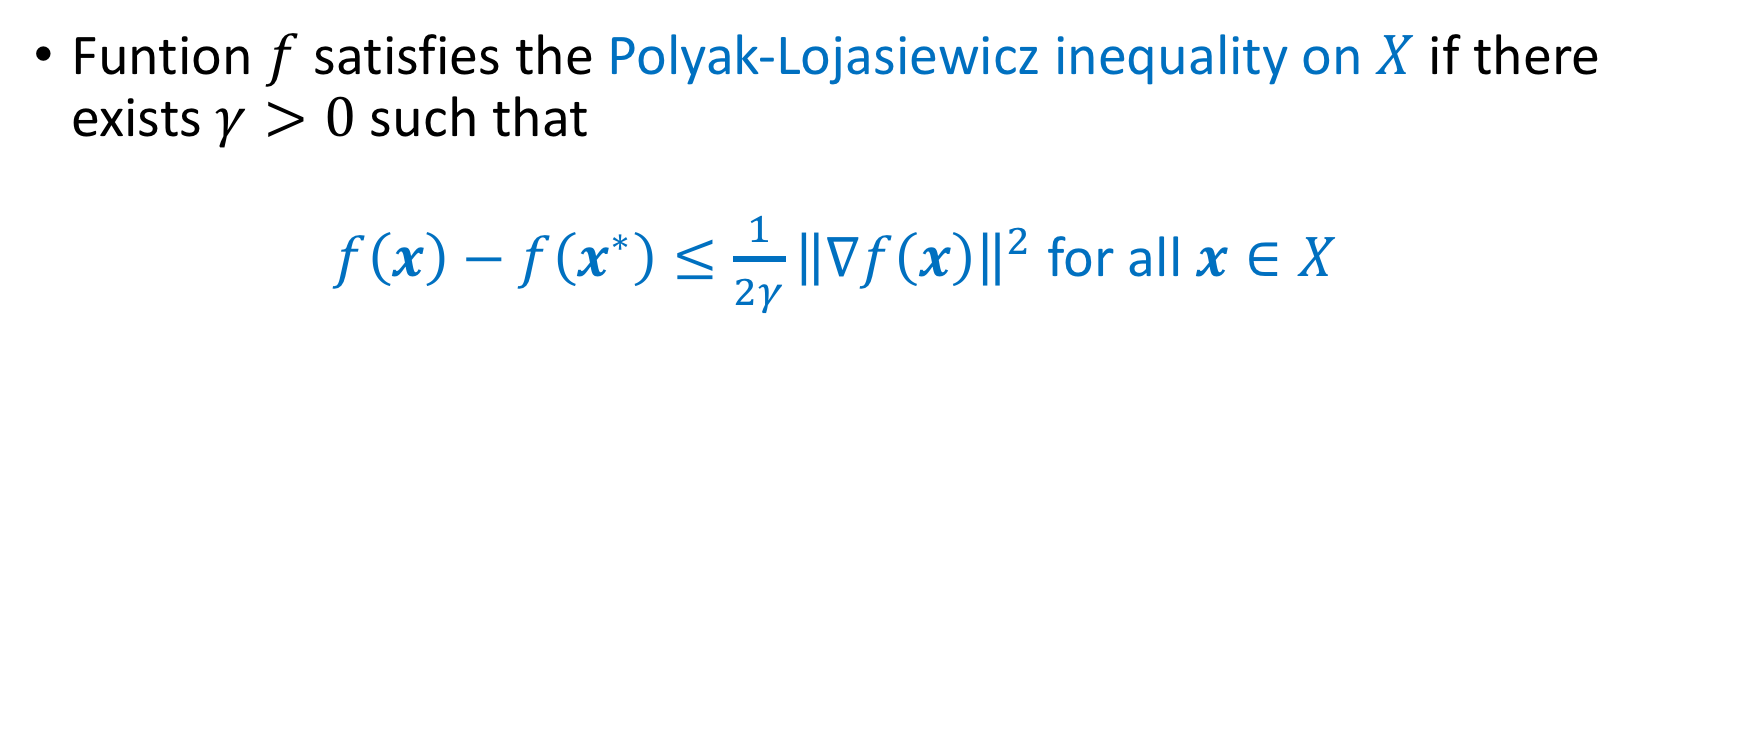 • Funtion 𝑓 satisfies the Polyak-Lojasiewicz inequality on 𝑋 if there
exists 𝛾 > 0 such that
𝑓(𝒙) − 𝑓(𝒙*) ≤ 1/2𝛾 ‖∇𝑓(𝒙)‖² for all 𝒙 ∈ 𝑋